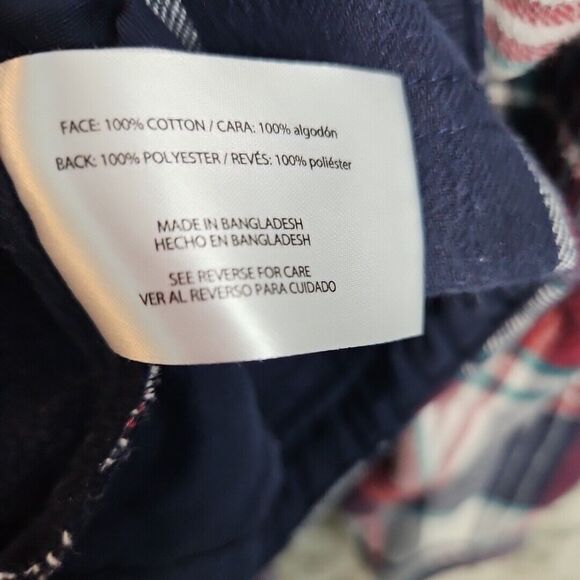 FACE: 100% COTTON / CARA: 100% algodón
BACK: 100% POLYESTER / REVÉS: 100% poliéster
MADE IN BANGLADESH
HECHO EN BANGLADESH
SEE REVERSE FOR CARE
VER AL REVERSO PARA CUIDADO